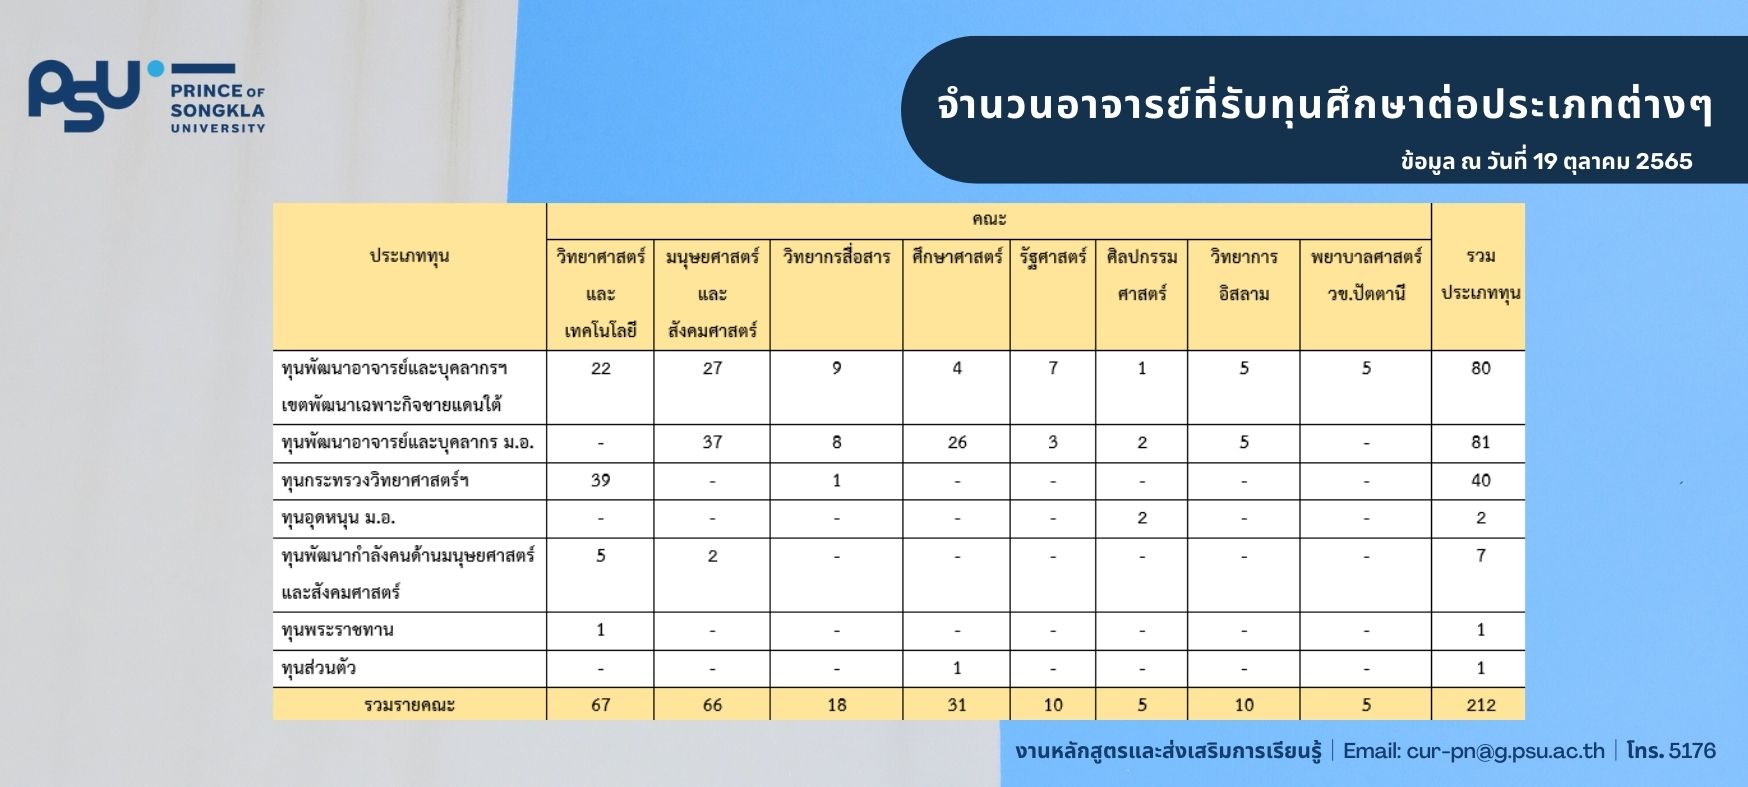 PSU
PRINCE OF
SONGKLA
UNIVERSITY
จำนวนอาจารย์ที่รับทุนศึกษาต่อประเภทต่างๆ
ข้อมูล ณ วันที่ 19 ตุลาคม 2565
ประเภททุน
คณะ
รวม
ประเภททุน
วิทยาศาสตร์
และ
เทคโนโลยี
มนุษยศาสตร์
และ
สังคมศาสตร์
วิทยาการสื่อสาร
ศึกษาศาสตร์
รัฐศาสตร์
ศิลปกรรม
ศาสตร์
วิทยาการ
อิสลาม
พยาบาลศาสตร์
วข.ปัตตานี
ทุนพัฒนาอาจารย์และบุคลากรฯ 22 27 9 4 7 1 5 5 80
เขตพัฒนาเฉพาะกิจชายแดนใต้
ทุนพัฒนาอาจารย์และบุคลากร ม.อ. - 37 8 26 3 2 5 - 81
ทุนกระทรวงวิทยาศาสตร์ฯ 39 - 1 - - - - - 40
ทุนอุดหนุน ม.อ. - - - - - 2 - - 2
ทุนพัฒนากำลังคนด้านมนุษยศาสตร์ 5 2 - - - - - - 7
และสังคมศาสตร์
ทุนพระราชทาน 1 - - - - - - - 1
ทุนส่วนตัว - - - 1 - - - - 1
รวมรายคณะ 67 66 18 31 10 5 10 5 212
งานหลักสูตรและส่งเสริมการเรียนรู้ | Email: cur-pn@g.psu.ac.th | โทร. 5176